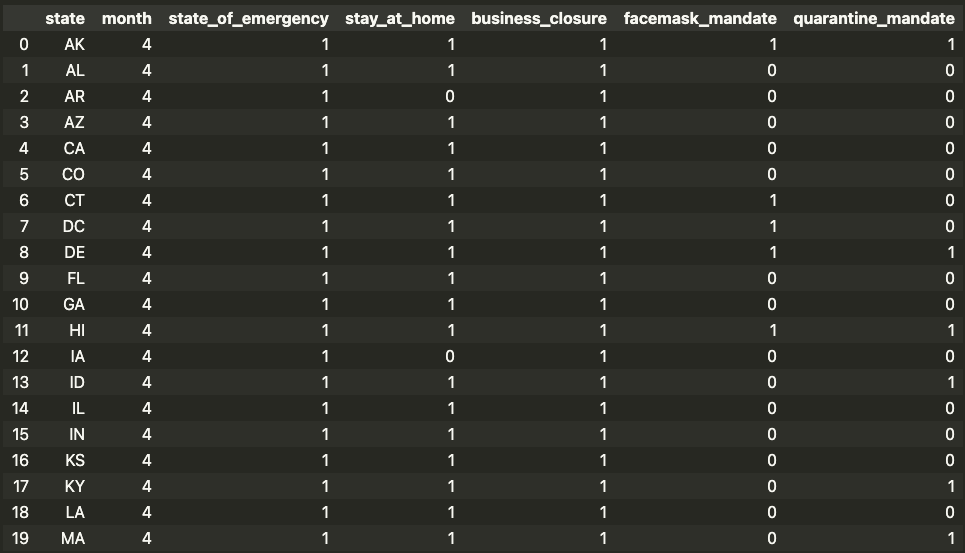 state month state_of_emergency stay_at_home business_closure facemask_mandate quarantine_mandate
0 AK 4 1 1 1 1 1
1 AL 4 1 1 1 0 0
2 AR 4 1 0 1 0 0
3 AZ 4 1 1 1 0 0
4 CA 4 1 1 1 0 0
5 CO 4 1 1 1 0 0
6 CT 4 1 1 1 1 0
7 DC 4 1 1 1 1 0
8 DE 4 1 1 1 1 1
9 FL 4 1 1 1 0 0
10 GA 4 1 1 1 0 0
11 HI 4 1 1 1 1 1
12 IA 4 1 0 1 0 0
13 ID 4 1 1 1 0 1
14 IL 4 1 1 1 0 0
15 IN 4 1 1 1 0 0
16 KS 4 1 1 1 0 0
17 KY 4 1 1 1 0 1
18 LA 4 1 1 1 0 0
19 MA 4 1 1 1 0 1